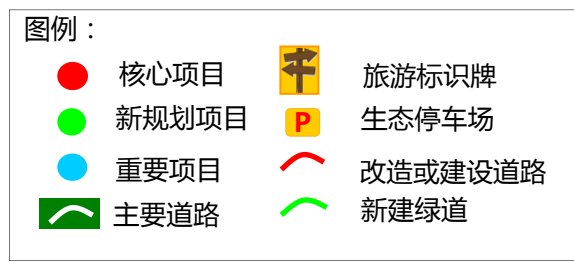 图例：
核心项目 旅游标识牌
新规划项目 P 生态停车场
重要项目 改造或建设道路
主要道路 新建绿道